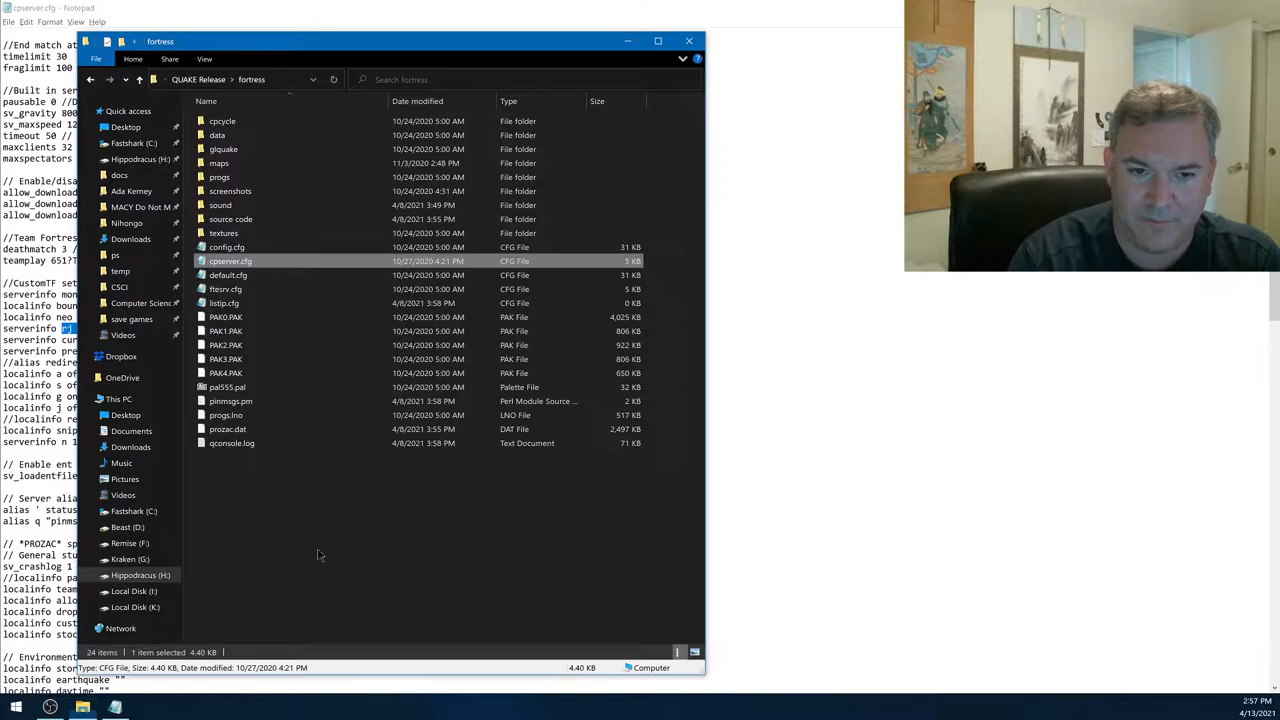 cpserver.cfg - Notepad
File Edit Format View Help
//End match at
timelimit 30
fraglimit 100
//Built in serv
pausable 0 //D
sv_gravity 800
sv_maxspeed 12
timeout 50 //
maxclients 32
maxspectators
// Enable/disa
allow_download
allow_download
allow_download
//Team Fortres
deathmatch 3 /
teamplay 651?T
//CustomTF set
serverinfo mon
localinfo boun
localinfo neo
serverinfo rj
serverinfo cur
serverinfo pre
//alias redire
localinfo a of
localinfo s of
localinfo g on
localinfo j of
//localinfo re
localinfo snip
serverinfo n 1
// Enable ent
sv_loadentfile
// Server alia
alias ' status
alias q "pinms
// *PROZAC* sp
// General stu
sv_crashlog 1
//localinfo pa
localinfo team
localinfo allo
localinfo drop
localinfo cust
localinfo stoc
// Environment
localinfo stor
localinfo earthquake ""
localinfo daytime ""
fortress
File Home Share View
QUAKE Release > fortress
Search fortress
Name Date modified Type Size
Quick access
Desktop
Fastshark (C:)
Hippodracus (H:)
docs
Ada Kerney
MACY Do Not M
Nihongo
Downloads
ps
temp
CSCI
Computer Scienc
save games
Videos
Dropbox
OneDrive
This PC
Desktop
Documents
Downloads
Music
Pictures
Videos
Fastshark (C:)
Beast (D:)
Remise (F:)
Kraken (G:)
Hippodracus (H:)
Local Disk (I:)
Local Disk (K:)
Network
cpcycle 10/24/2020 5:00 AM File folder
data 10/24/2020 5:00 AM File folder
glquake 10/24/2020 5:00 AM File folder
maps 11/3/2020 2:48 PM File folder
progs 10/24/2020 5:00 AM File folder
screenshots 10/24/2020 4:31 AM File folder
sound 4/8/2021 3:49 PM File folder
source code 4/8/2021 3:55 PM File folder
textures 10/24/2020 5:00 AM File folder
config.cfg 10/24/2020 5:00 AM CFG File 31 KB
cpserver.cfg 10/27/2020 4:21 PM CFG File 5 KB
default.cfg 10/24/2020 5:00 AM CFG File 31 KB
ftesrv.cfg 10/24/2020 5:00 AM CFG File 5 KB
listip.cfg 4/8/2021 3:58 PM CFG File 0 KB
PAK0.PAK 10/24/2020 5:00 AM PAK File 4,025 KB
PAK1.PAK 10/24/2020 5:00 AM PAK File 806 KB
PAK2.PAK 10/24/2020 5:00 AM PAK File 922 KB
PAK3.PAK 10/24/2020 5:00 AM PAK File 806 KB
PAK4.PAK 10/24/2020 5:00 AM PAK File 650 KB
pal555.pal 10/24/2020 5:00 AM Palette File 32 KB
pinmsgs.pm 4/8/2021 3:58 PM Perl Module Source ... 2 KB
progs.lno 10/24/2020 5:00 AM LNO File 517 KB
prozac.dat 4/8/2021 3:55 PM DAT File 2,497 KB
qconsole.log 4/8/2021 3:58 PM Text Document 71 KB
24 items 1 item selected 4.40 KB
Type: CFG File, Size: 4.40 KB, Date modified: 10/27/2020 4:21 PM 4.40 KB Computer
2:57 PM
4/13/2021